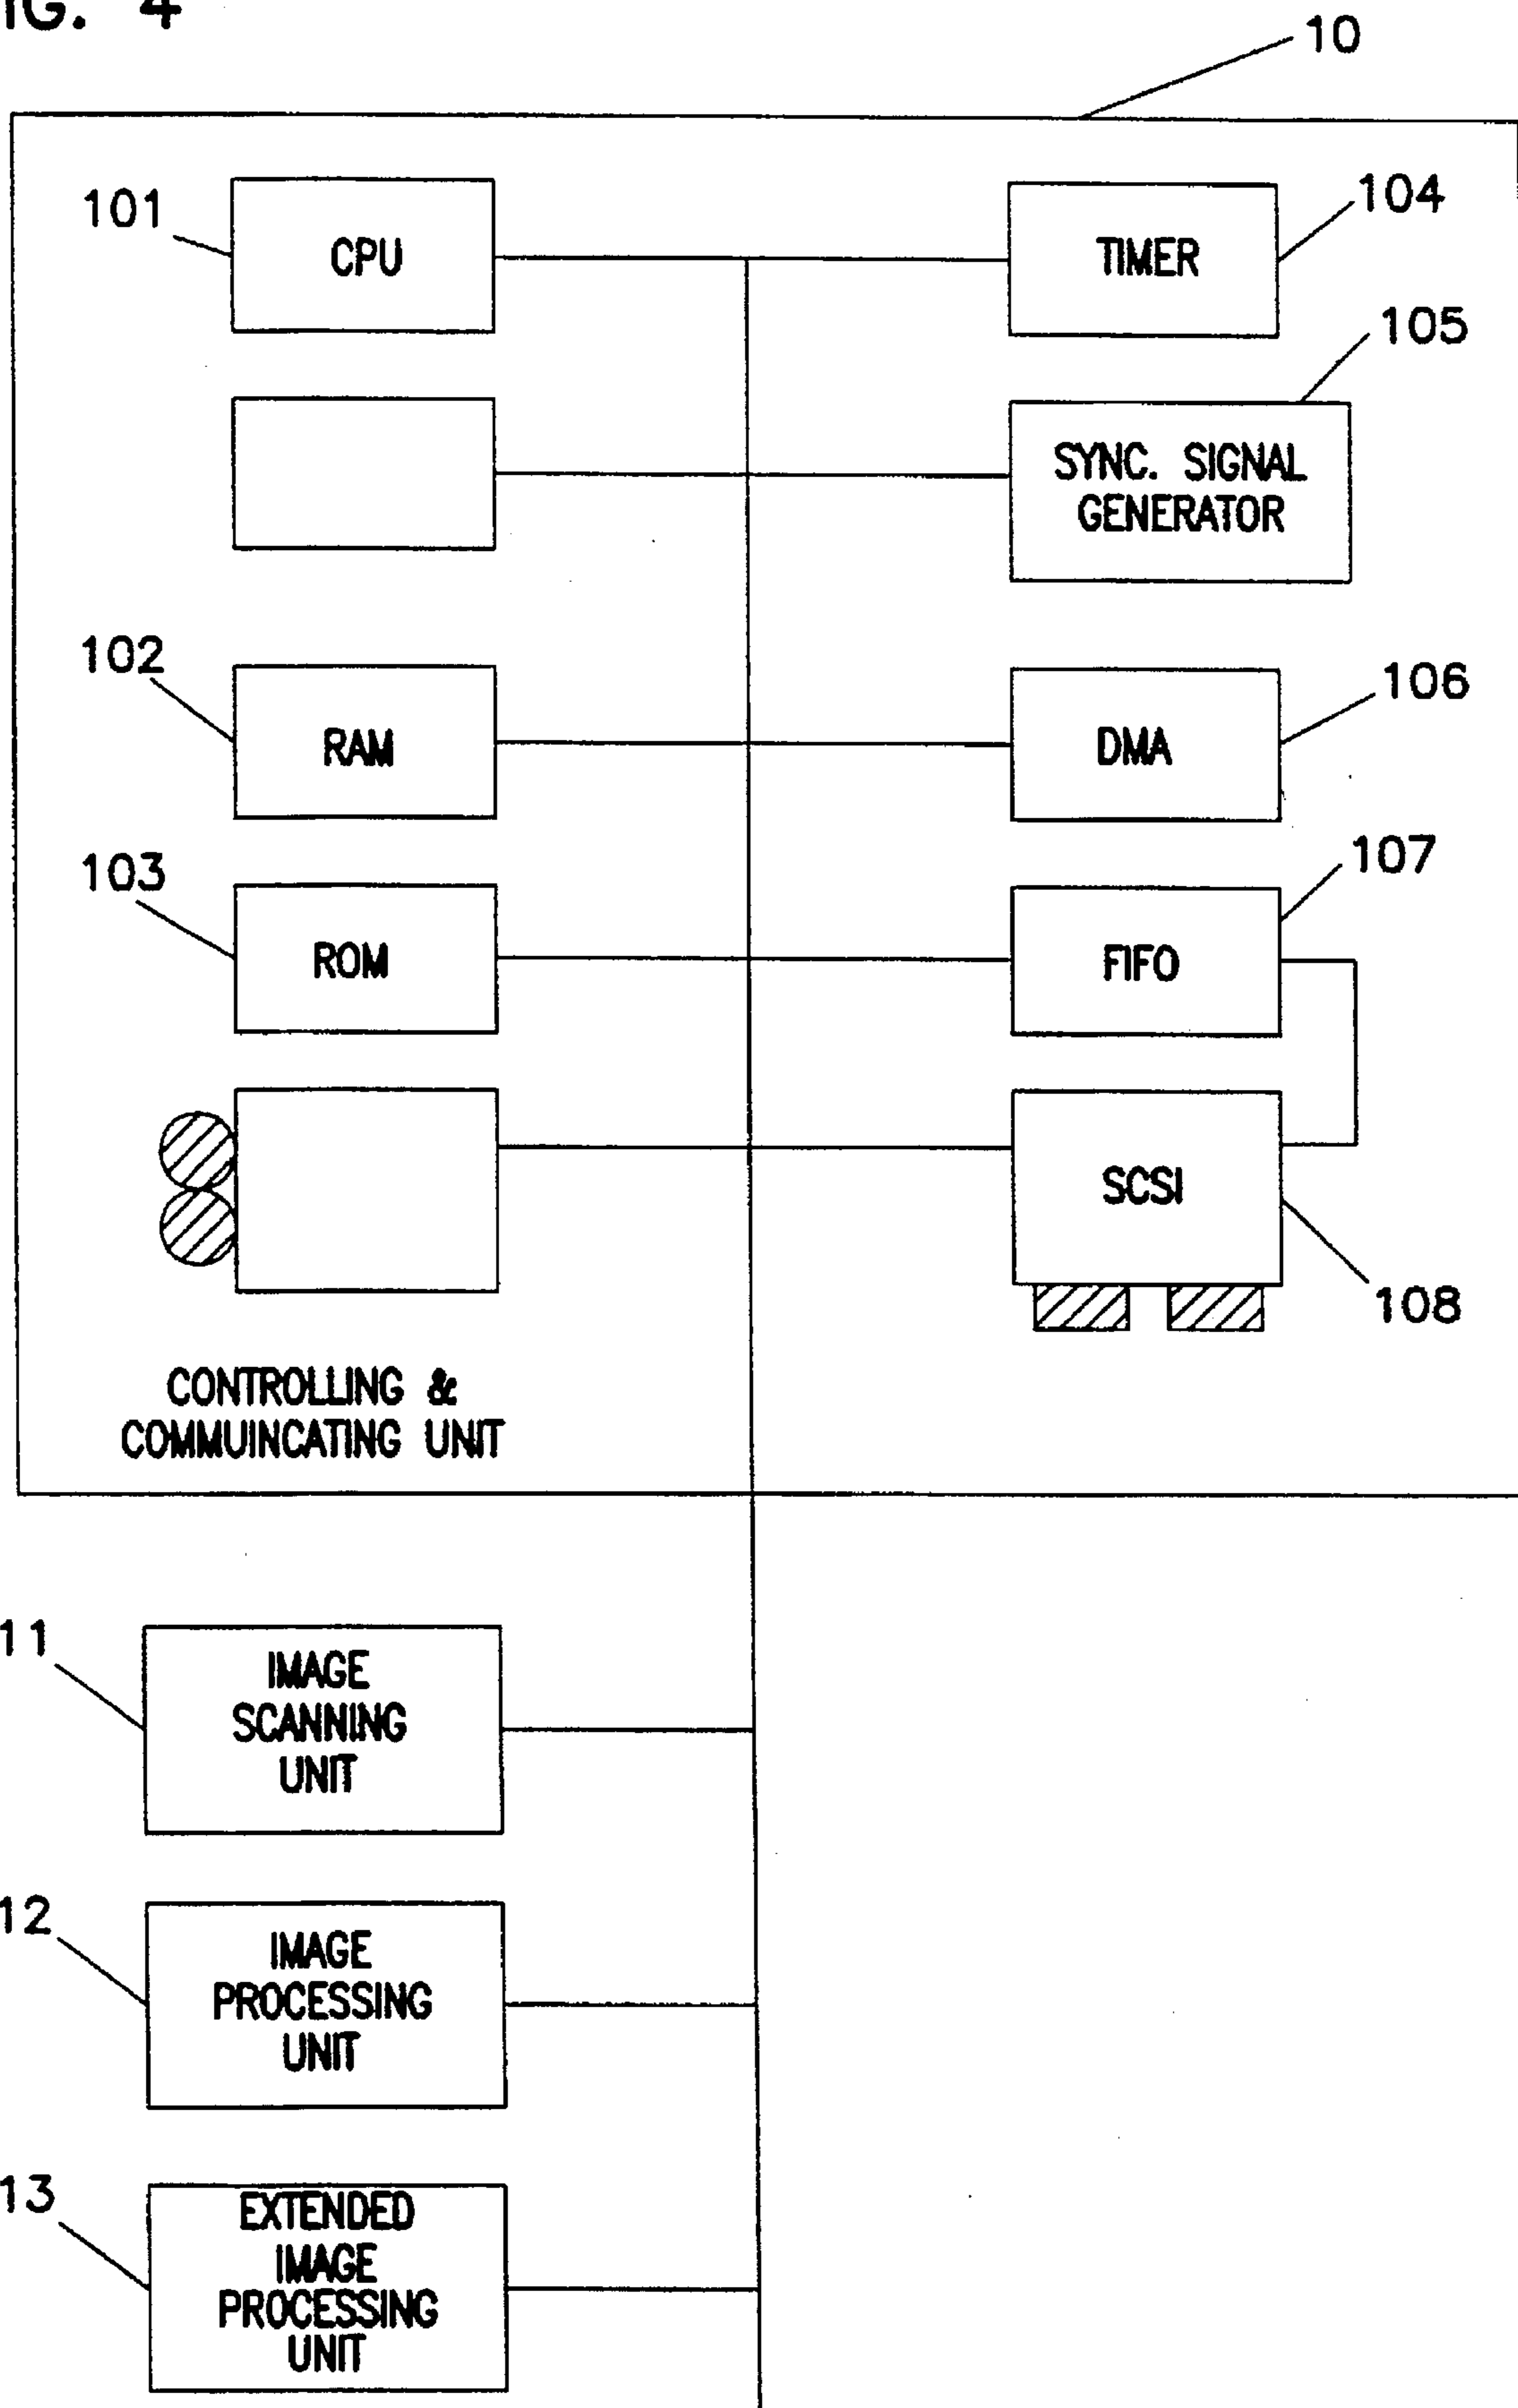 IG. 4
10
101
CPU
TIMER
104
105
SYNC. SIGNAL
GENERATOR
102
RAM
DMA
106
103
ROM
FIFO
107
SCSI
108
CONTROLLING &
COMMUINCATING UNIT
11
IMAGE
SCANNING
UNIT
12
IMAGE
PROCESSING
UNIT
13
EXTENDED
IMAGE
PROCESSING
UNIT